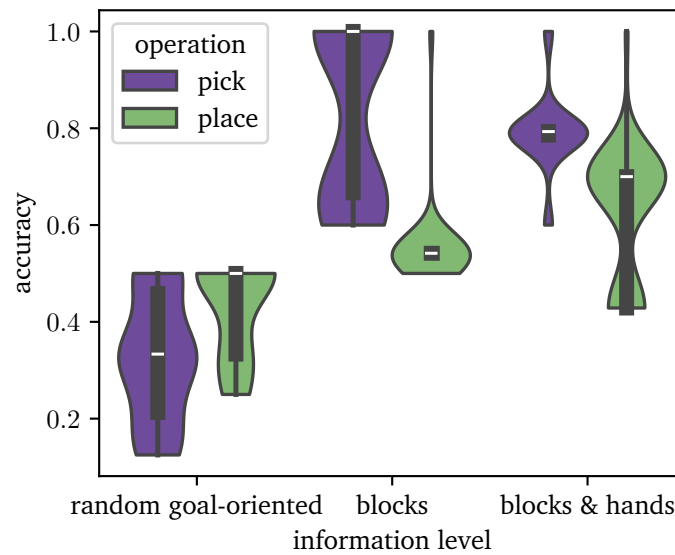 1.0
0.8
0.6
0.4
0.2
accuracy
operation
pick
place
random goal-oriented
blocks
blocks & hands
information level